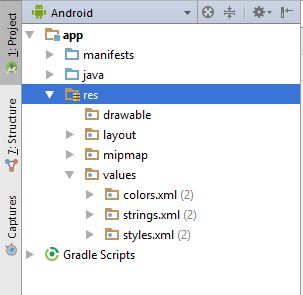 Android
1: Project
7: Structure
Captures
app
manifests
java
res
drawable
layout
mipmap
values
colors.xml (2)
strings.xml (2)
styles.xml (2)
Gradle Scripts